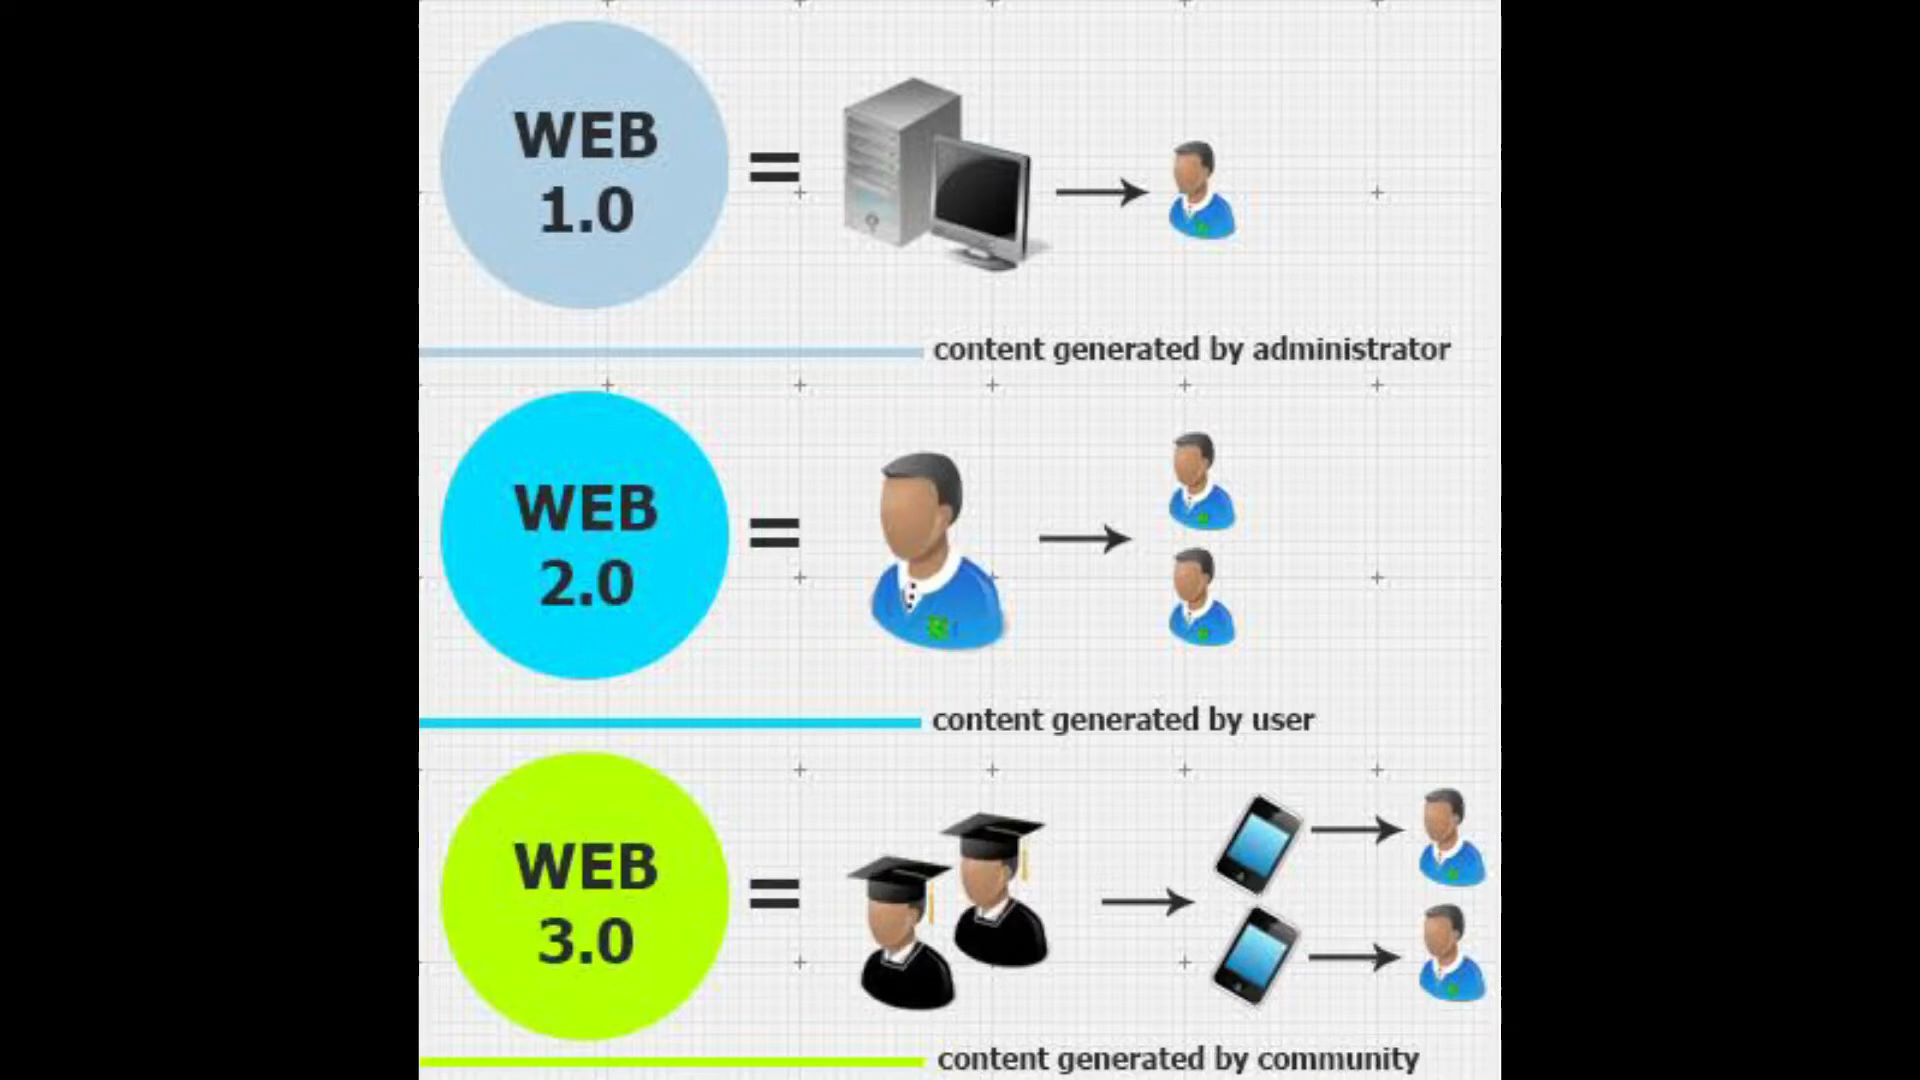 WEB
1.0
=
content generated by administrator
WEB
2.0
=
content generated by user
WEB
3.0
=
content generated by community